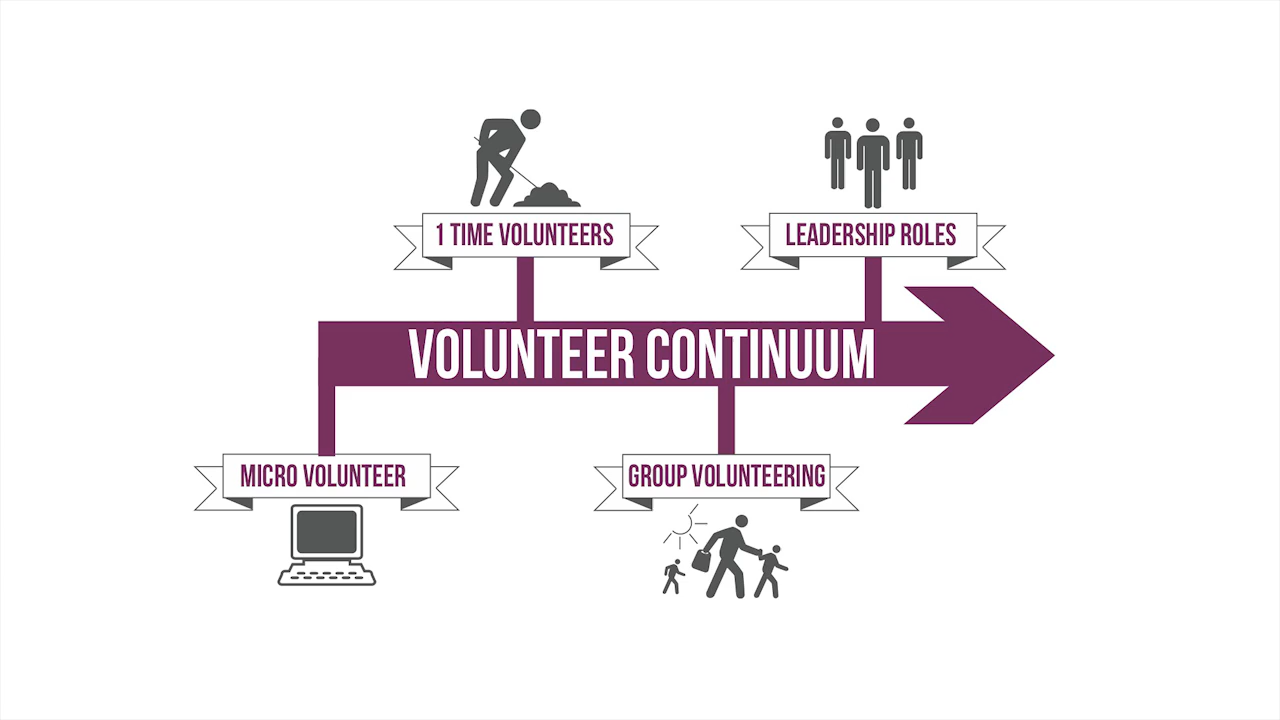 1 TIME VOLUNTEERS
LEADERSHIP ROLES
VOLUNTEER CONTINUUM
MICRO VOLUNTEER
GROUP VOLUNTEERING